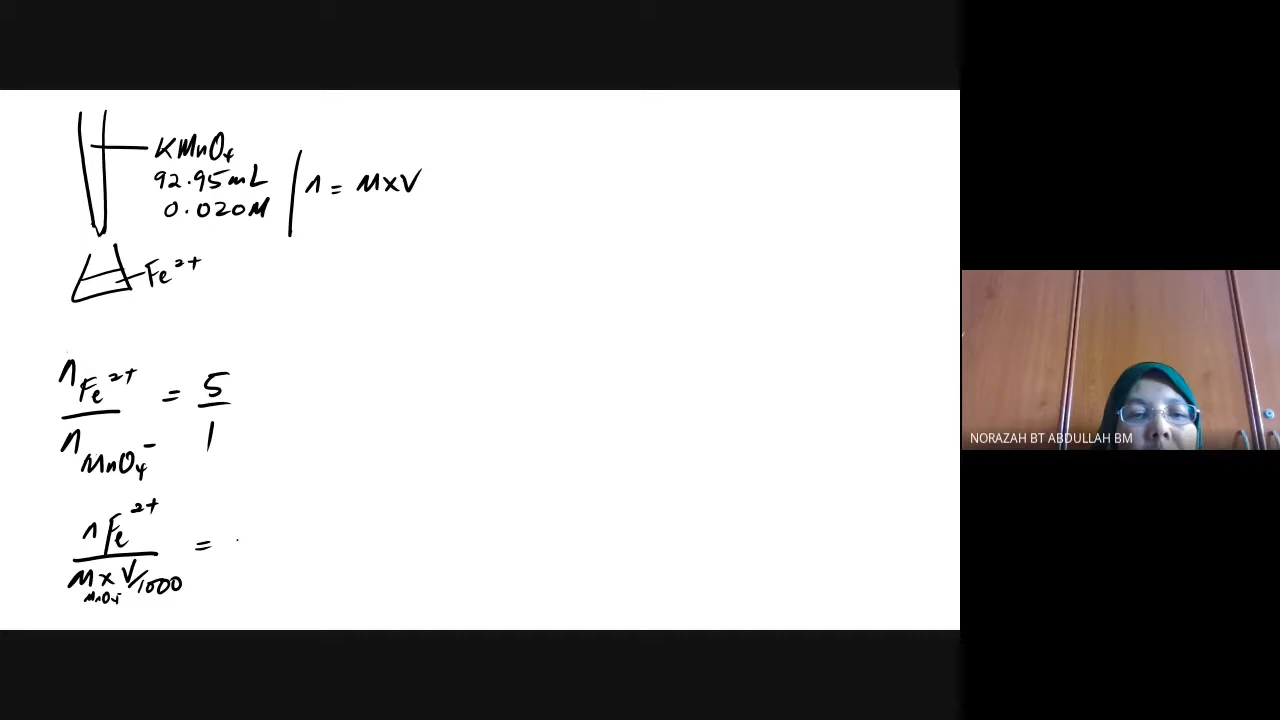 KMnO4
92.95mL
0.020M
n = M×V
Fe²⁺
nFe²⁺ / nMnO4⁻ = 5 / 1
nFe²⁺ / M×V/1000 =
MnO4⁻
NORAZAH BT ABDULLAH BM